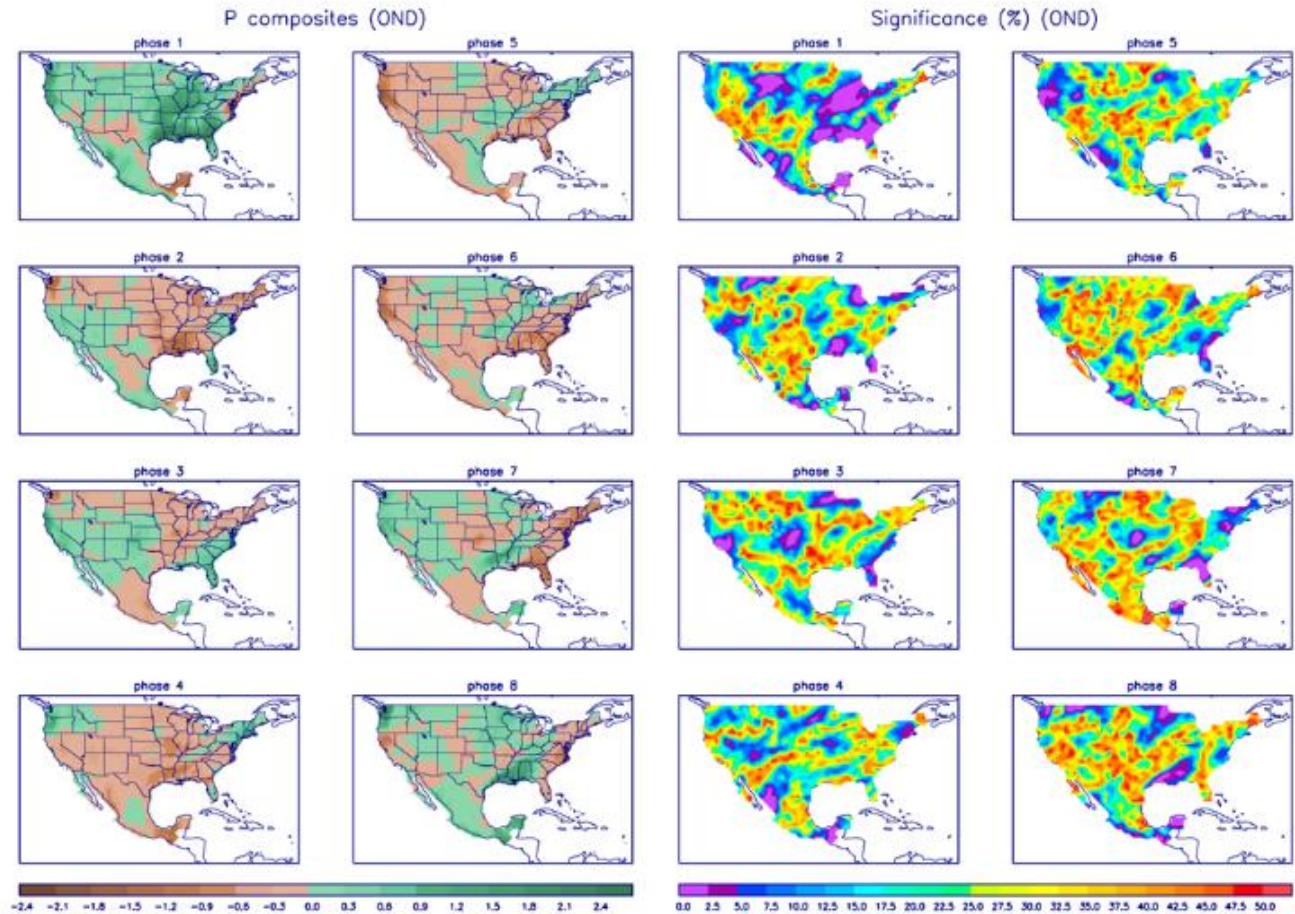 P composites (OND)
Significance (%) (OND)
phase 1
phase 5
phase 1
phase 5
phase 2
phase 6
phase 2
phase 6
phase 3
phase 7
phase 3
phase 7
phase 4
phase 8
phase 4
phase 8
−2.4 −2.1 −1.8 −1.5 −1.2 −0.9 −0.6 −0.3 0.0 0.3 0.6 0.9 1.2 1.5 1.8 2.1 2.4
0.0 2.5 5.0 7.5 10.0 12.5 15.0 17.5 20.0 22.5 25.0 27.5 30.0 32.5 35.0 37.5 40.0 42.5 45.0 47.5 50.0